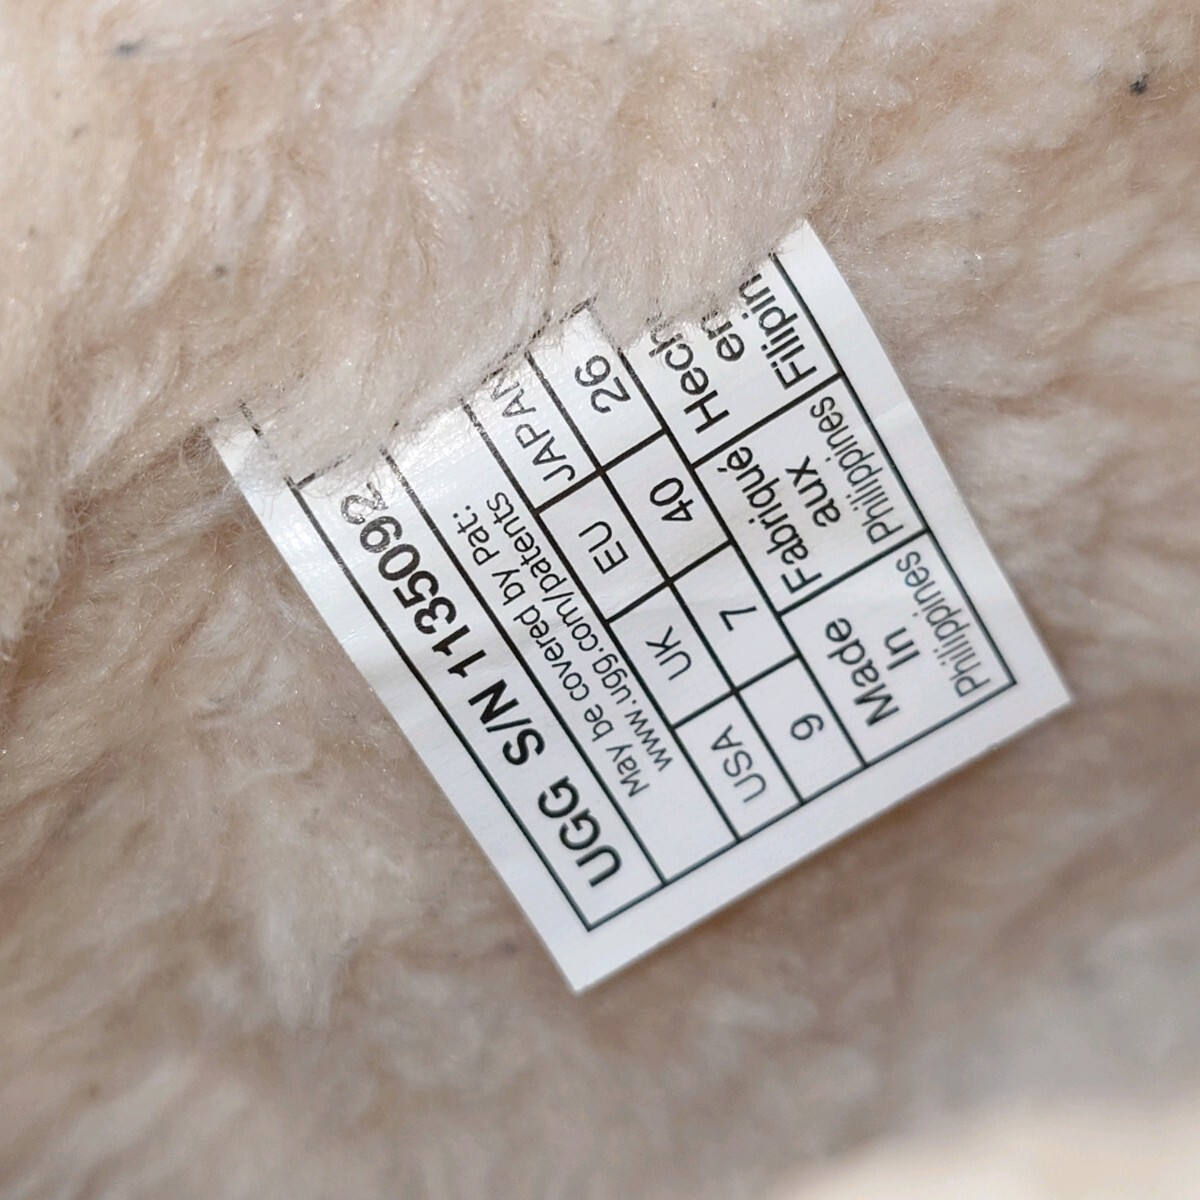 UGG S/N 1135092
May be covered by Pat:
www.ugg.com/patents
USA UK EU JAPAN
9 7 40 26
Made In Philippines
Fabriqué aux Philippines
Hech en Filipin